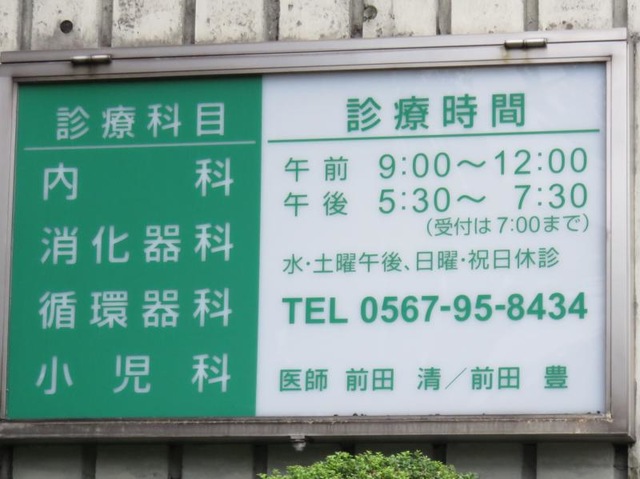 診療科目
内科
消化器科
循環器科
小児科
診療時間
午前 9:00～12:00
午後 5:30～ 7:30
(受付は7:00まで)
水・土曜午後、日曜・祝日休診
TEL 0567-95-8434
医師 前田 清／前田 豊